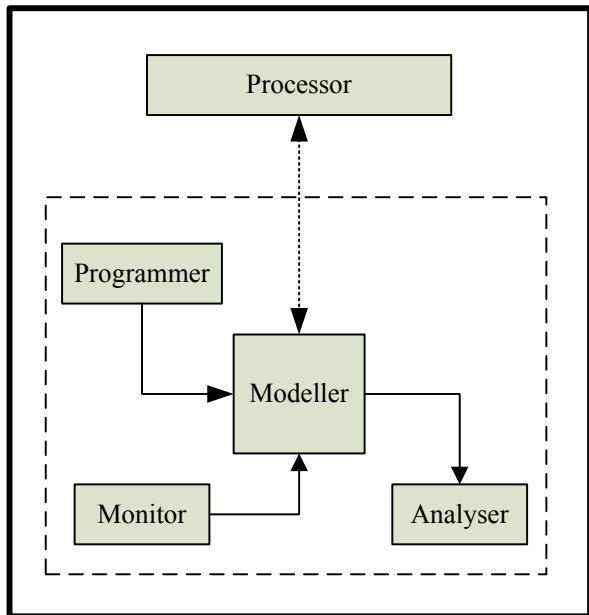 Processor
Programmer
Modeller
Monitor
Analyser